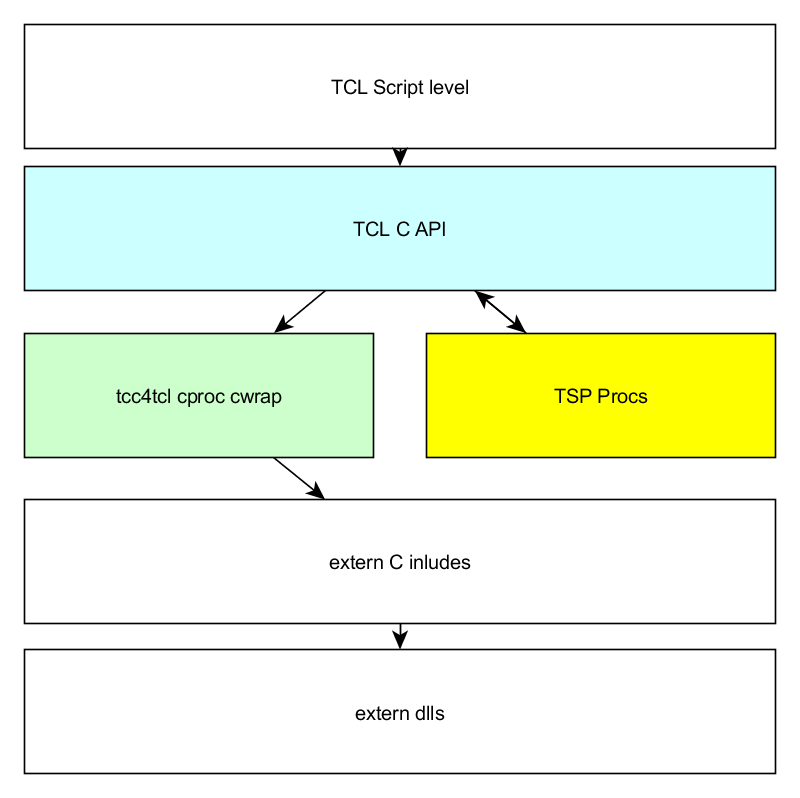 TCL Script level
TCL C API
tcc4tcl cproc cwrap
TSP Procs
extern C inludes
extern dlls